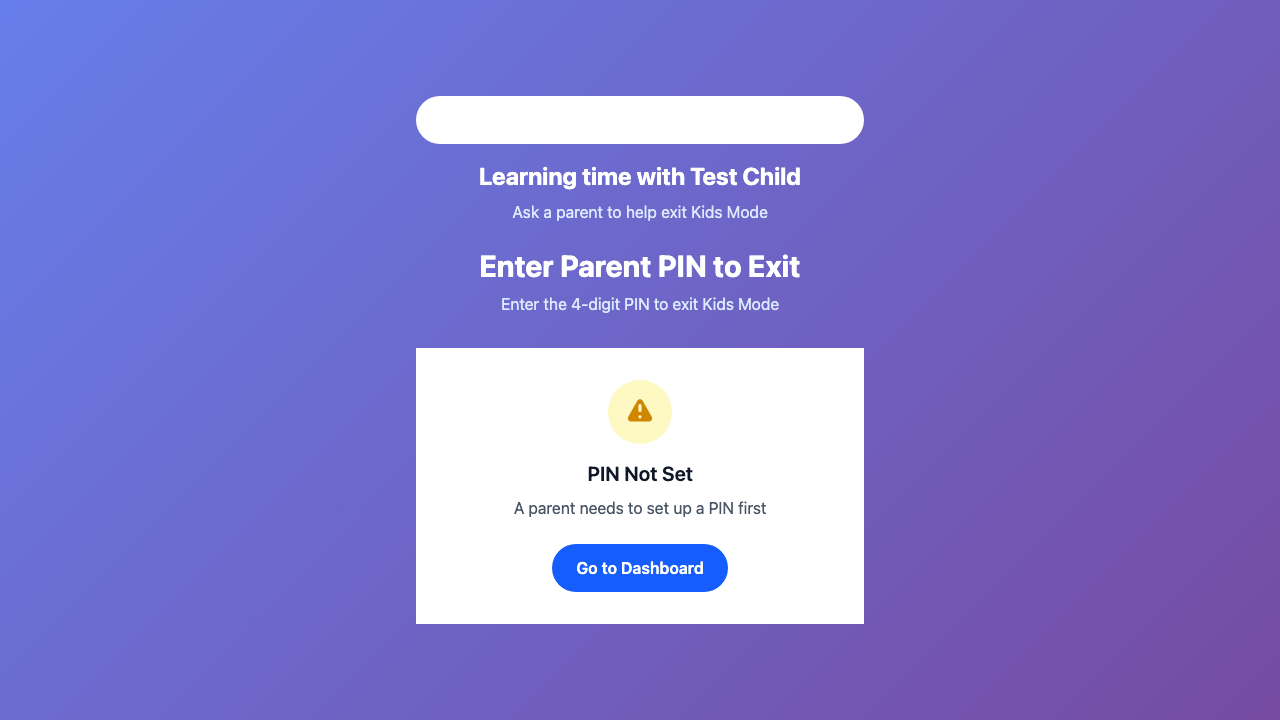 Learning time with Test Child
Ask a parent to help exit Kids Mode
Enter Parent PIN to Exit
Enter the 4-digit PIN to exit Kids Mode
PIN Not Set
A parent needs to set up a PIN first
Go to Dashboard